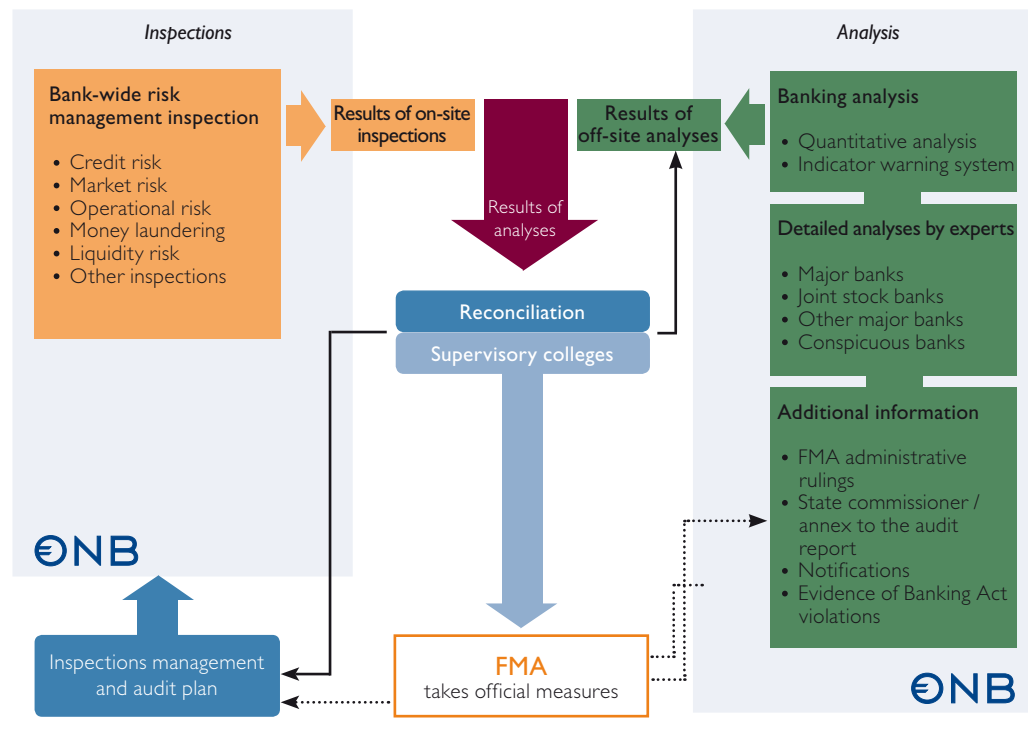 Inspections
Bank-wide risk
management inspection
• Credit risk
• Market risk
• Operational risk
• Money laundering
• Liquidity risk
• Other inspections
Results of on-site
inspections
Results of
analyses
Results of
off-site analyses
Analysis
Banking analysis
• Quantitative analysis
• Indicator warning system
Detailed analyses by experts
• Major banks
• Joint stock banks
• Other major banks
• Conspicuous banks
Additional information
• FMA administrative
rulings
• State commissioner /
annex to the audit
report
• Notifications
• Evidence of Banking Act
violations
Reconciliation
Supervisory colleges
ONB
Inspections management
and audit plan
FMA
takes official measures
ONB